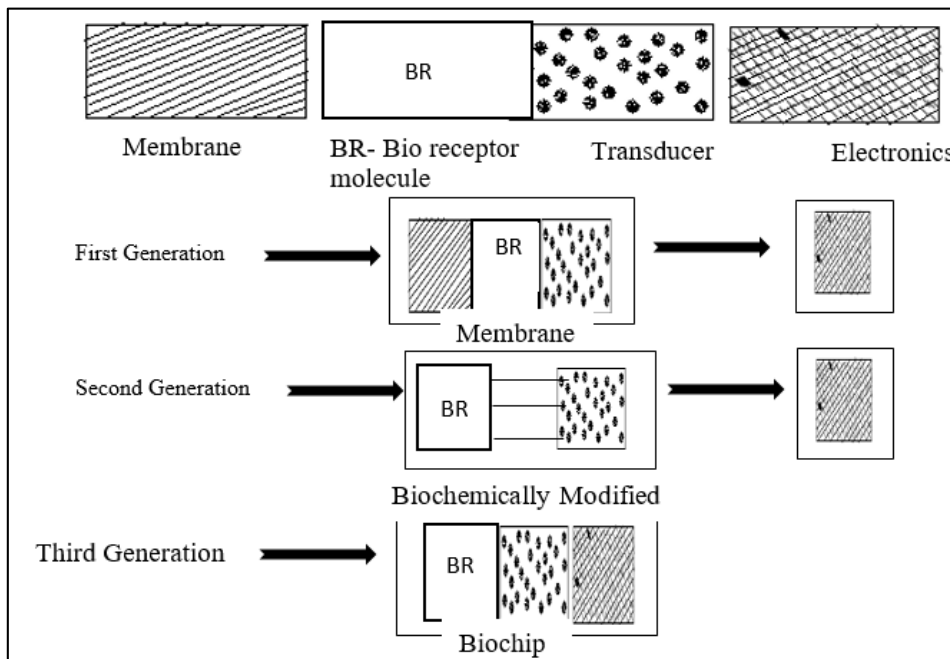 BR
Membrane
BR- Bio receptor
molecule
Transducer
Electronics
First Generation
BR
Membrane
Second Generation
BR
Biochemically Modified
Third Generation
BR
Biochip